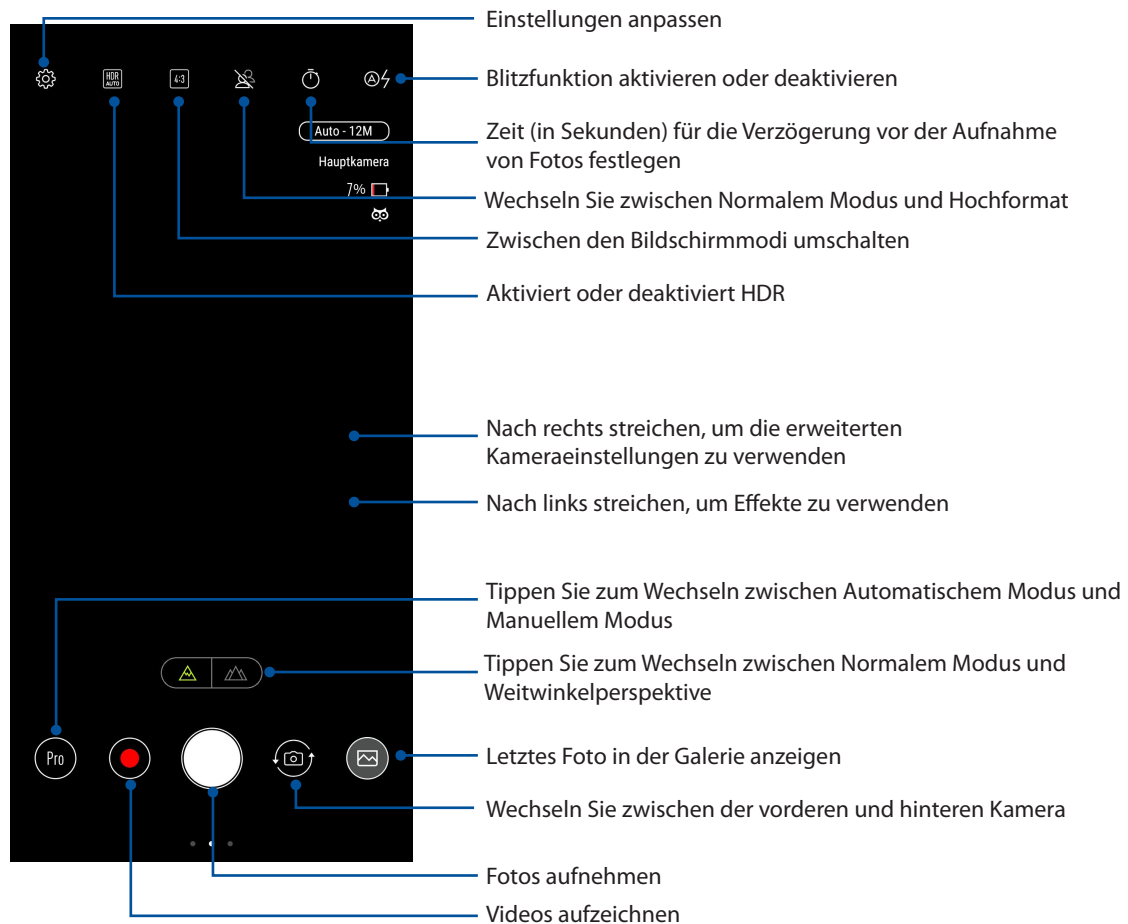 Einstellungen anpassen
HDR
AUTO
4:3
A
Blitzfunktion aktivieren oder deaktivieren
Auto - 12M
Zeit (in Sekunden) für die Verzögerung vor der Aufnahme
von Fotos festlegen
Hauptkamera
7%
Wechseln Sie zwischen Normalem Modus und Hochformat
Zwischen den Bildschirmmodi umschalten
Aktiviert oder deaktiviert HDR
Nach rechts streichen, um die erweiterten
Kameraeinstellungen zu verwenden
Nach links streichen, um Effekte zu verwenden
Tippen Sie zum Wechseln zwischen Automatischem Modus und
Manuellem Modus
Tippen Sie zum Wechseln zwischen Normalem Modus und
Weitwinkelperspektive
Pro
Letztes Foto in der Galerie anzeigen
Wechseln Sie zwischen der vorderen und hinteren Kamera
Fotos aufnehmen
Videos aufzeichnen